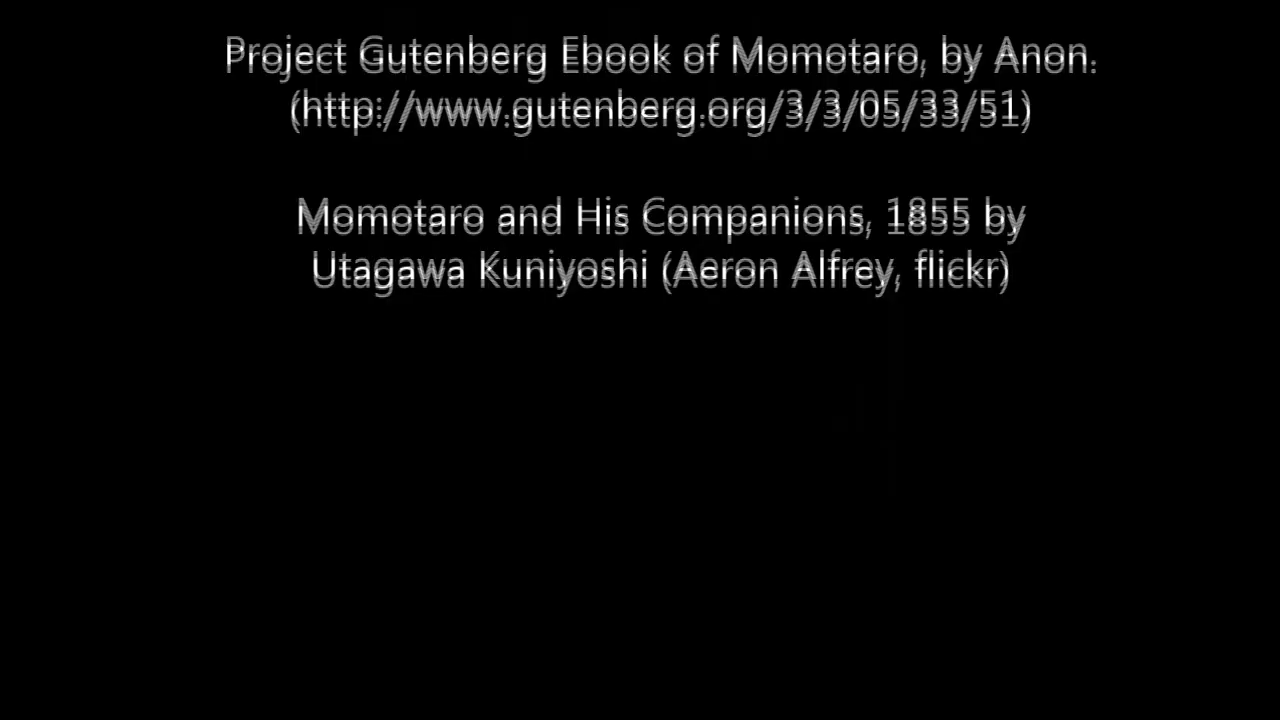 Project Gutenberg Ebook of Momotaro, by Anon.
(http://www.gutenberg.org/3/3/05/33/51)
Momotaro and His Companions, 1855 by
Utagawa Kuniyoshi (Aeron Alfrey, flickr)